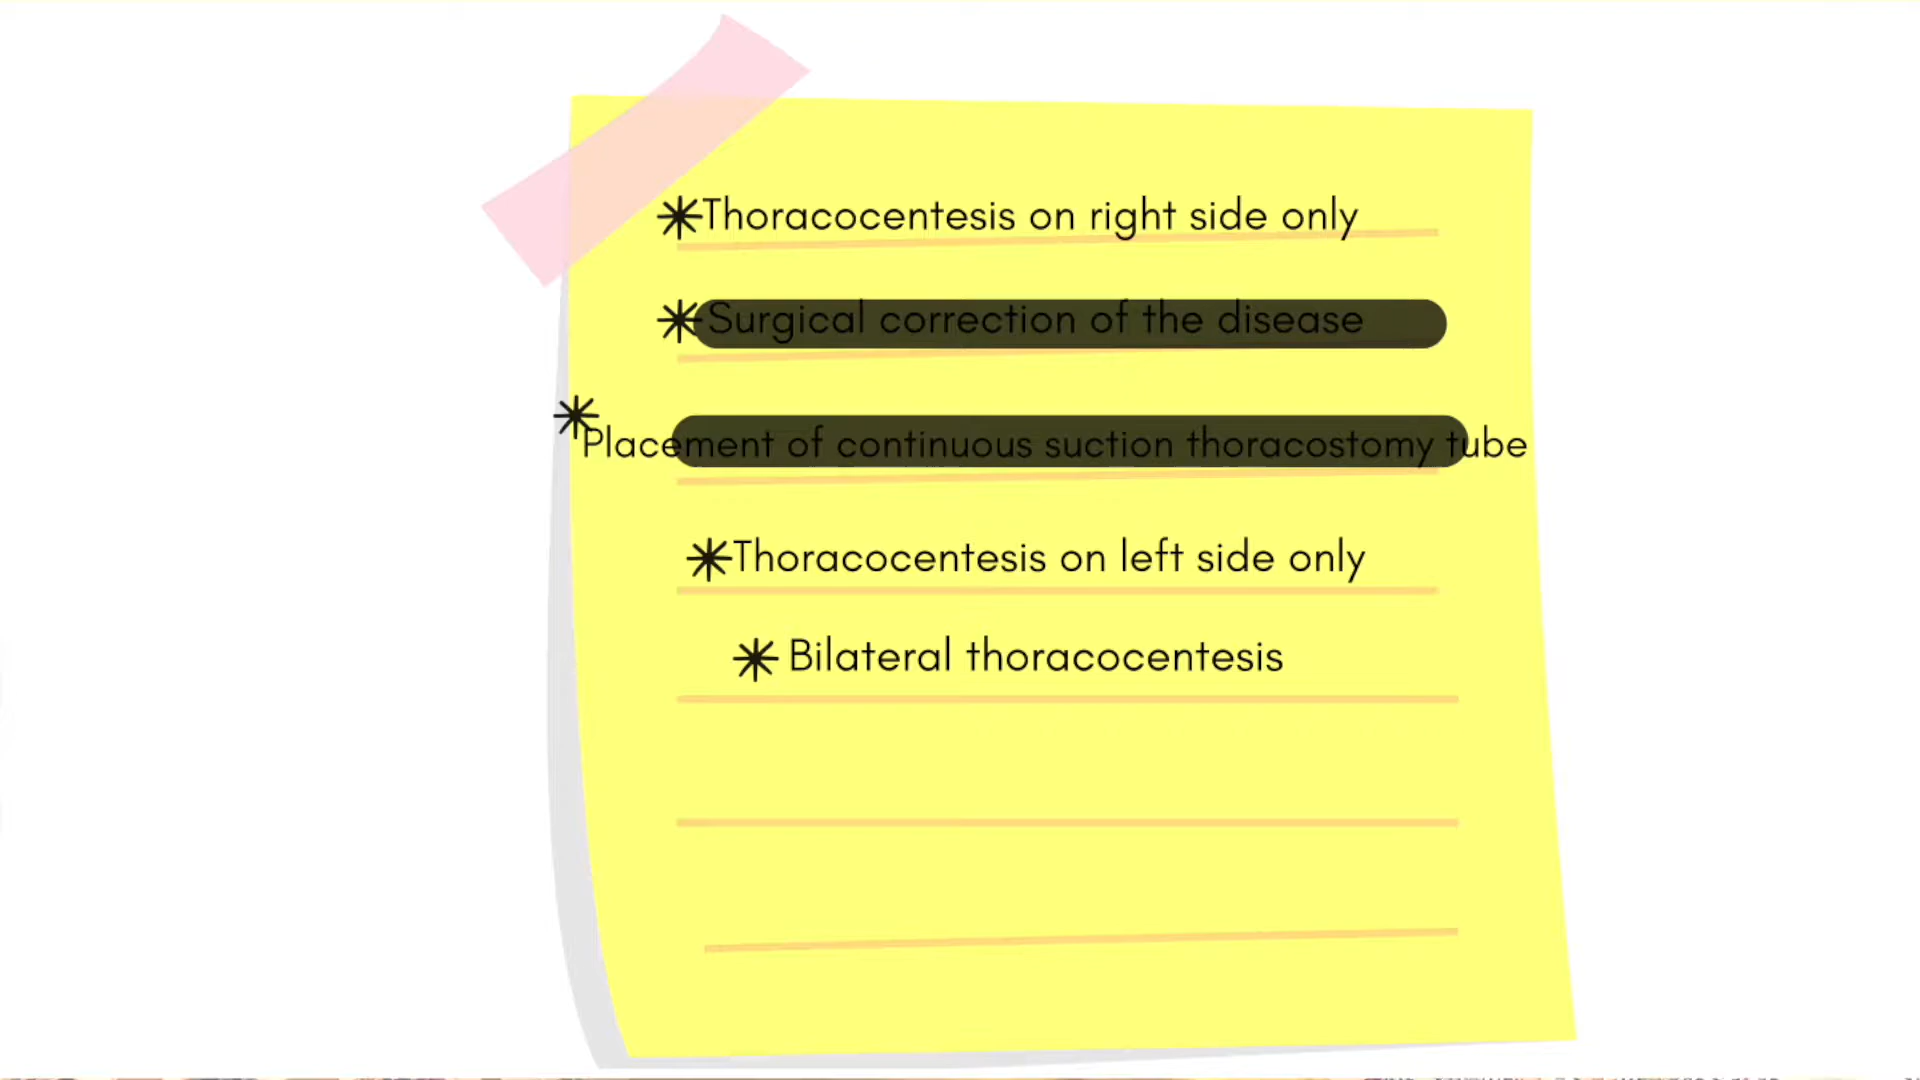 Thoracocentesis on right side only
Surgical correction of the disease
Placement of continuous suction thoracostomy tube
Thoracocentesis on left side only
Bilateral thoracocentesis